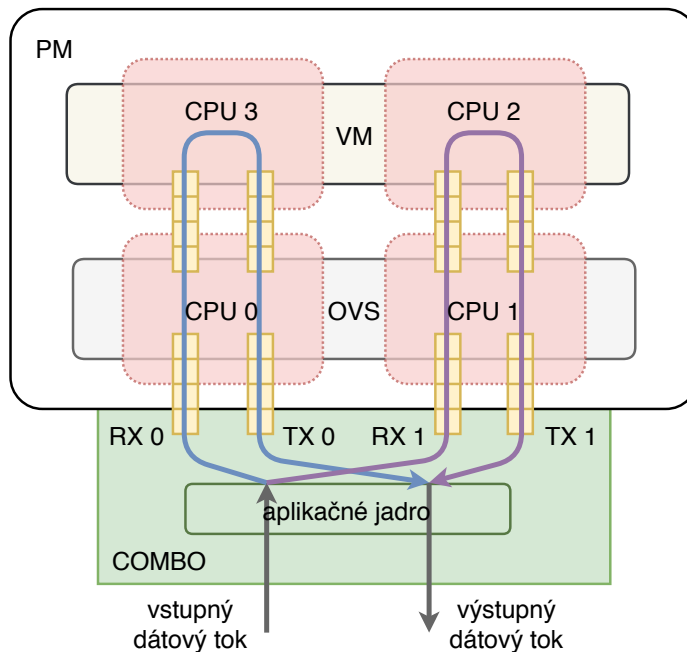 PM
CPU 3
CPU 2
VM
CPU 0
OVS
CPU 1
RX 0
TX 0
RX 1
TX 1
aplikačné jadro
COMBO
vstupný
dátový tok
výstupný
dátový tok